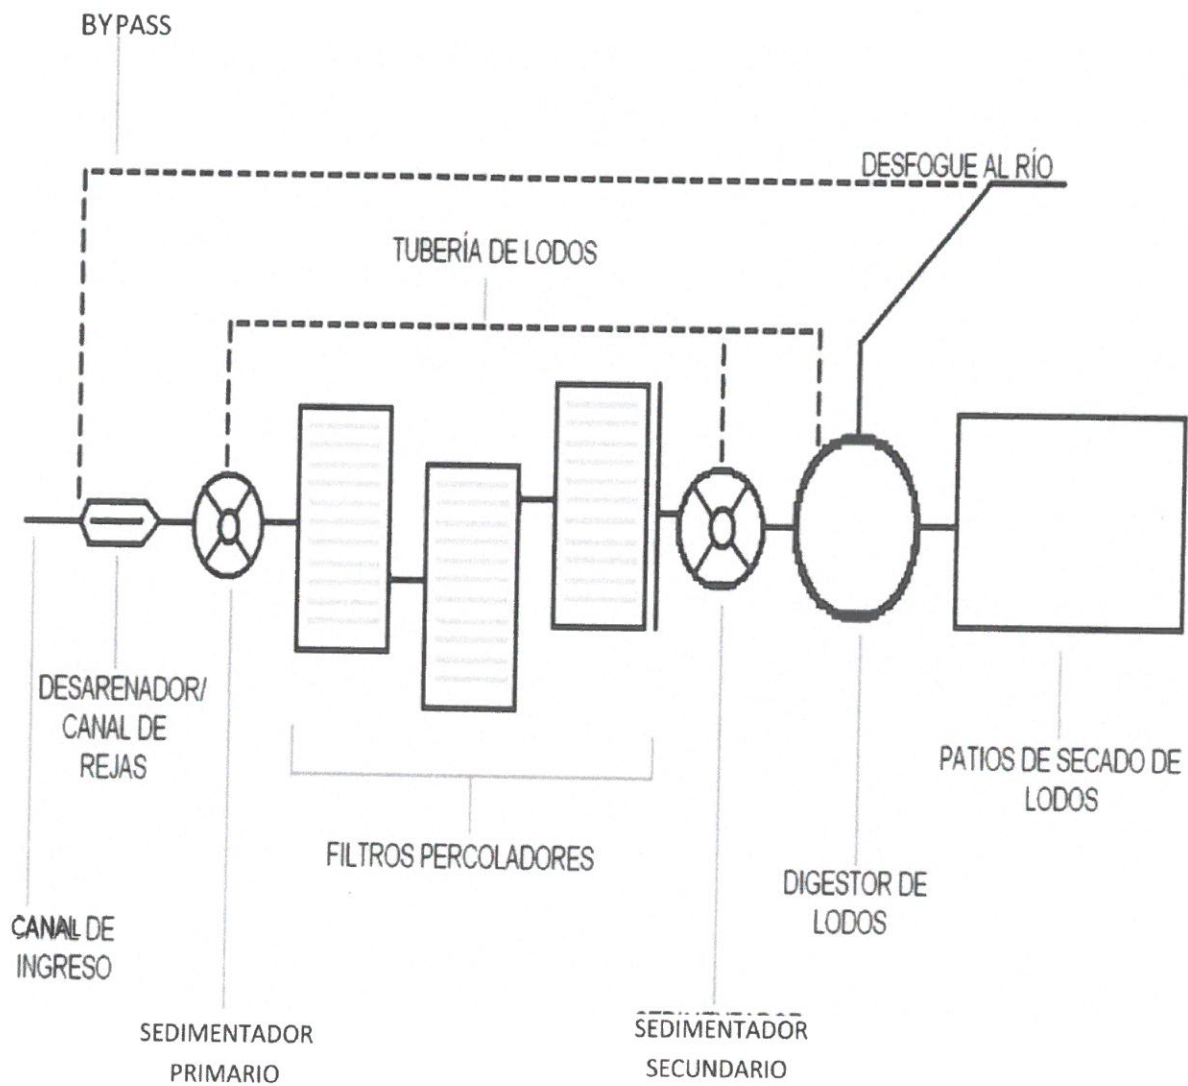 BYPASS
DESFOGUE AL RÍO
TUBERÍA DE LODOS
DESARENADOR/
CANAL DE
REJAS
PATIOS DE SECADO DE
LODOS
FILTROS PERCOLADORES
DIGESTOR DE
LODOS
CANAL DE
INGRESO
SEDIMENTADOR
PRIMARIO
SEDIMENTADOR
SECUNDARIO